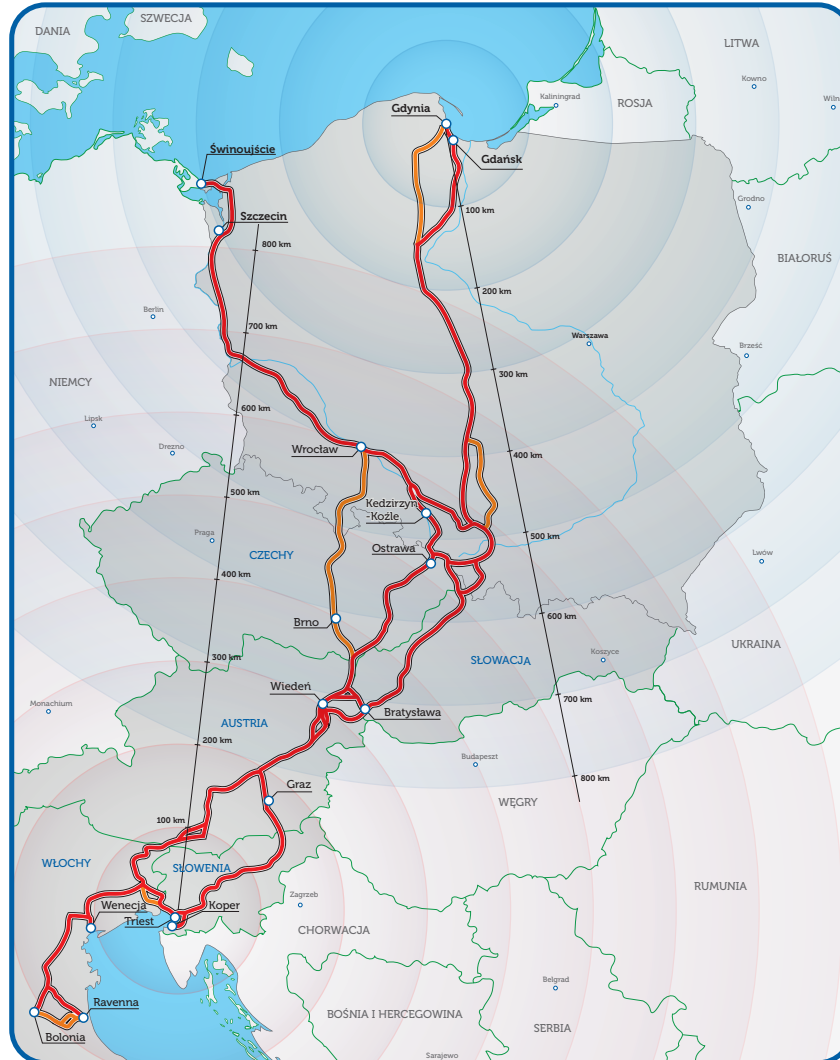 SZWECJA
DANIA
LITWA
Kowno
Wiln
Kaliningrad
ROSJA
Gdynia
Gdańsk
Świnoujście
Grodno
100 km
Szczecin
800 km
BIAŁORUŚ
200 km
Berlin
700 km
Warszawa
Brześć
300 km
NIEMCY
600 km
Lipsk
Drezno
Wrocław
400 km
500 km
Kedzirzyn
-Koźle
Praga
500 km
Ostrawa
CZECHY
Lwów
400 km
600 km
Brno
UKRAINA
300 km
SŁOWACJA
Koszyce
Wiedeń
700 km
Monachium
Bratysława
AUSTRIA
200 km
Budapeszt
800 km
Graz
WĘGRY
100 km
WŁOCHY
SŁOWENIA
RUMUNIA
Zagrzeb
Wenecja
Koper
Triest
CHORWACJA
Belgrad
Ravenna
BOŚNIA I HERCEGOWINA
SERBIA
Bolonia
Sarajewo